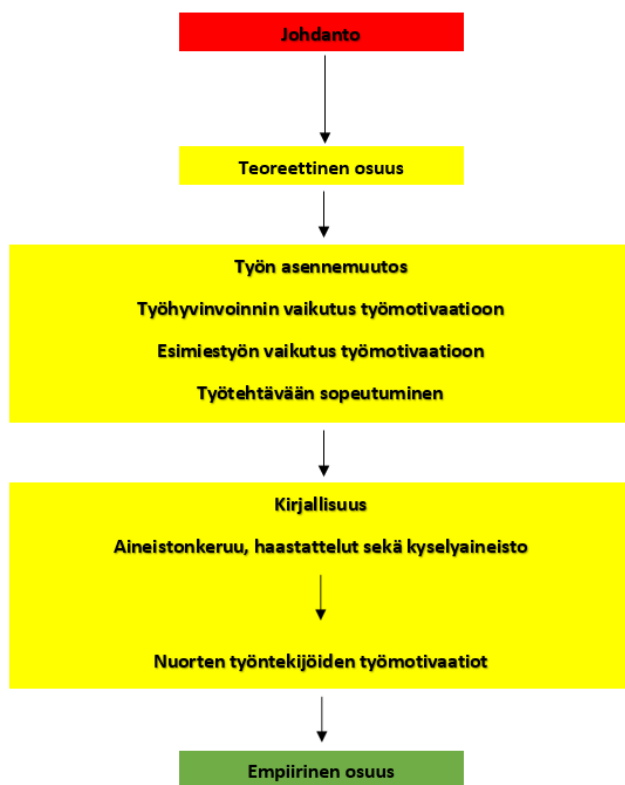 Johdanto
Teoreettinen osuus
Työn asennemuutos
Työhyvinvoinnin vaikutus työmotivaatioon
Esimiestyön vaikutus työmotivaatioon
Työtehtävään sopeutuminen
Kirjallisuus
Aineistonkeruu, haastattelut sekä kyselyaineisto
Nuorten työntekijöiden työmotivaatiot
Empiirinen osuus